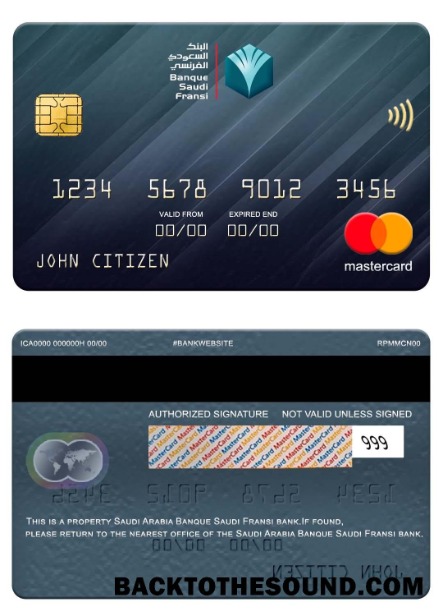 البنك
السعودي
الفرنسي
Banque
Saudi
Fransi
1234 5678 9012 3456
VALID FROM EXPIRED END
00/00 00/00
JOHN CITIZEN
mastercard
ICA0000 000000H 00/00 #BANKWEBSITE RPMMCN00
AUTHORIZED SIGNATURE NOT VALID UNLESS SIGNED
MasterCard MasterCard MasterCard
999
THIS IS A PROPERTY SAUDI ARABIA BANQUE SAUDI FRANSI BANK.IF FOUND,
PLEASE RETURN TO THE NEAREST OFFICE OF THE SAUDI ARABIA BANQUE SAUDI FRANSI BANK.
BACKTOTHESOUND.COM